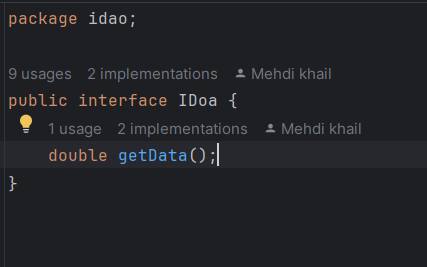 package idao;
9 usages 2 implementations Mehdi khail
public interface IDoa {
1 usage 2 implementations Mehdi khail
double getData();
}